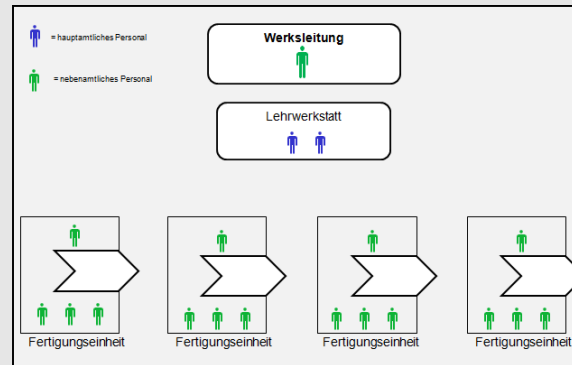 = hauptamtliches Personal
= nebenamtliches Personal
Werksleitung
Lehrwerkstatt
Fertigungseinheit
Fertigungseinheit
Fertigungseinheit
Fertigungseinheit